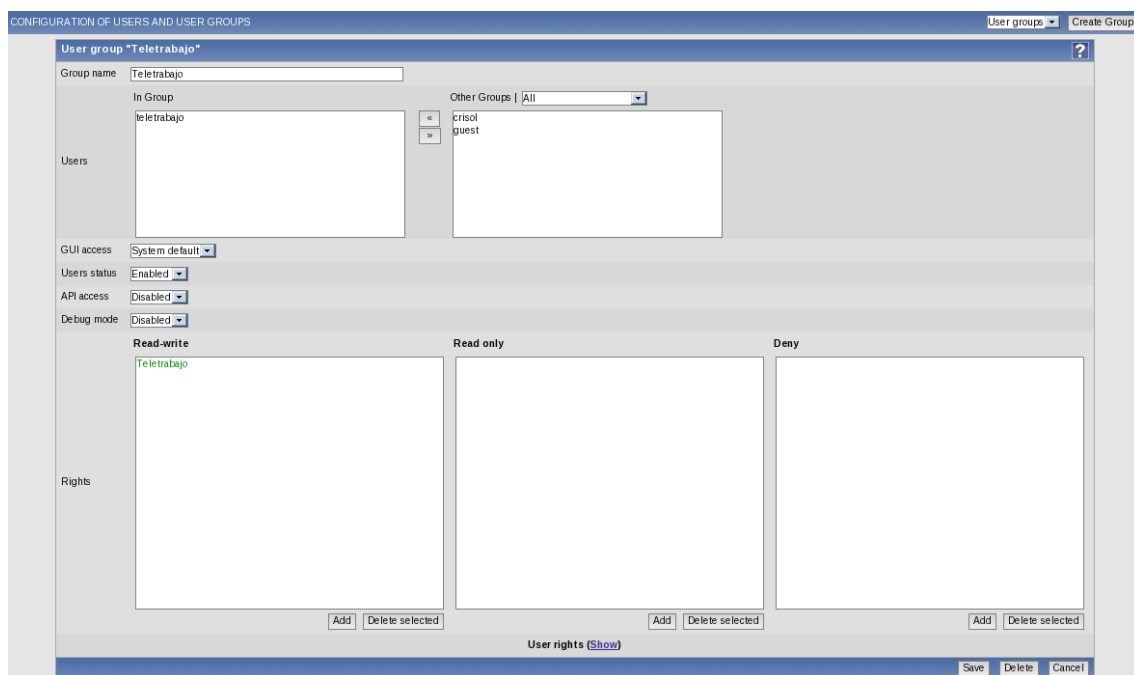 CONFIGURATION OF USERS AND USER GROUPS User groups Create Group
User group "Teletrabajo" ?
Group name Teletrabajo
In Group Other Groups | All
teletrabajo « crisol
» guest
Users
GUI access System default
Users status Enabled
API access Disabled
Debug mode Disabled
Read-write Read only Deny
Teletrabajo
Rights
Add Delete selected Add Delete selected Add Delete selected
User rights (Show)
Save Delete Cancel